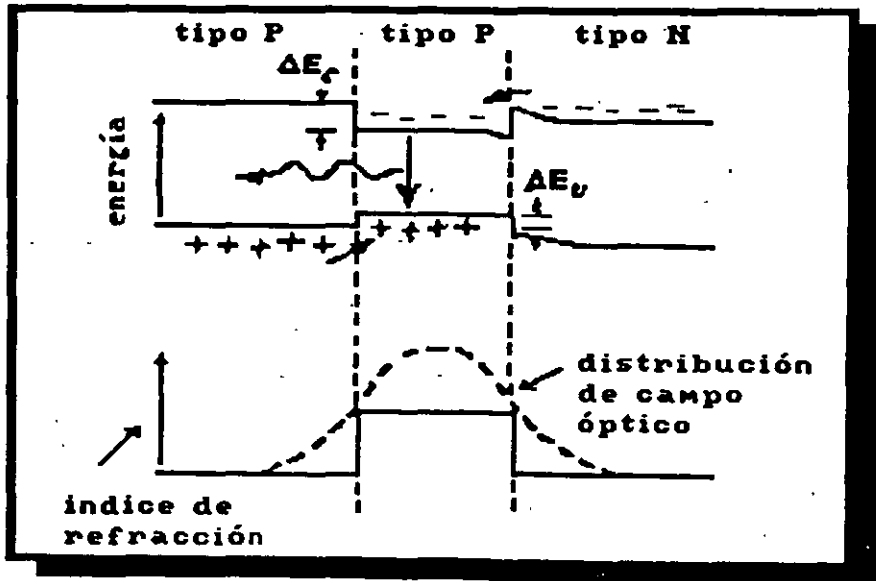 tipo P
tipo P
tipo N
ΔEc
energía
ΔEv
distribución
de campo
óptico
indice de
refracción